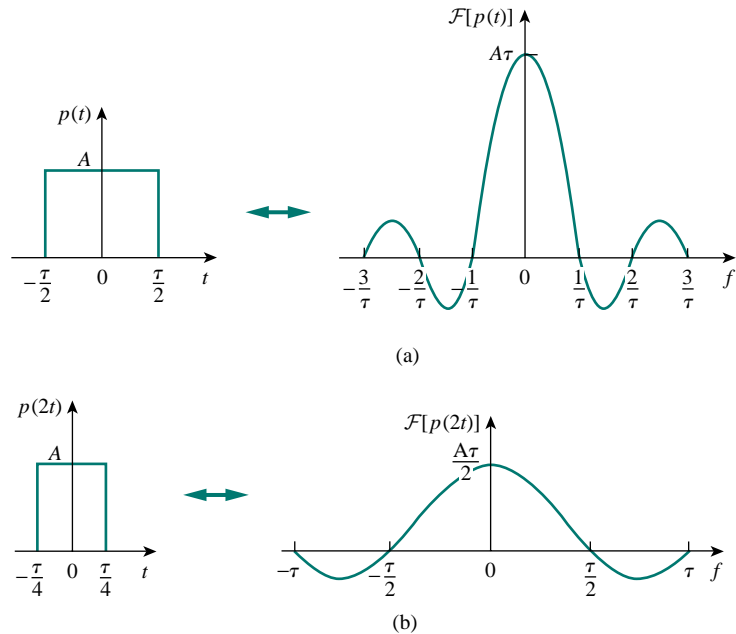 ℱ[p(t)]
Aτ
p(t)
A
−τ/2 0 τ/2 t
−3/τ −2/τ −1/τ 0 1/τ 2/τ 3/τ f
(a)
p(2t)
A
−τ/4 0 τ/4 t
ℱ[p(2t)]
Aτ/2
−τ −τ/2 0 τ/2 τ f
(b)